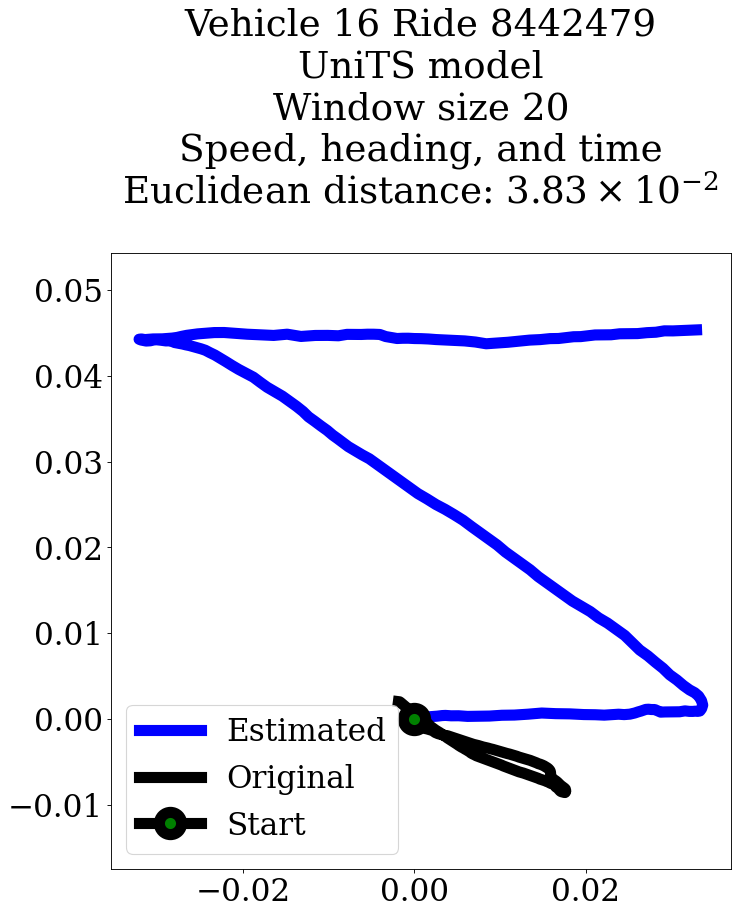 Vehicle 16 Ride 8442479
UniTS model
Window size 20
Speed, heading, and time
Euclidean distance: 3.83 × 10⁻²
0.05
0.04
0.03
0.02
0.01
0.00
−0.01
Estimated
Original
Start
−0.02
0.00
0.02